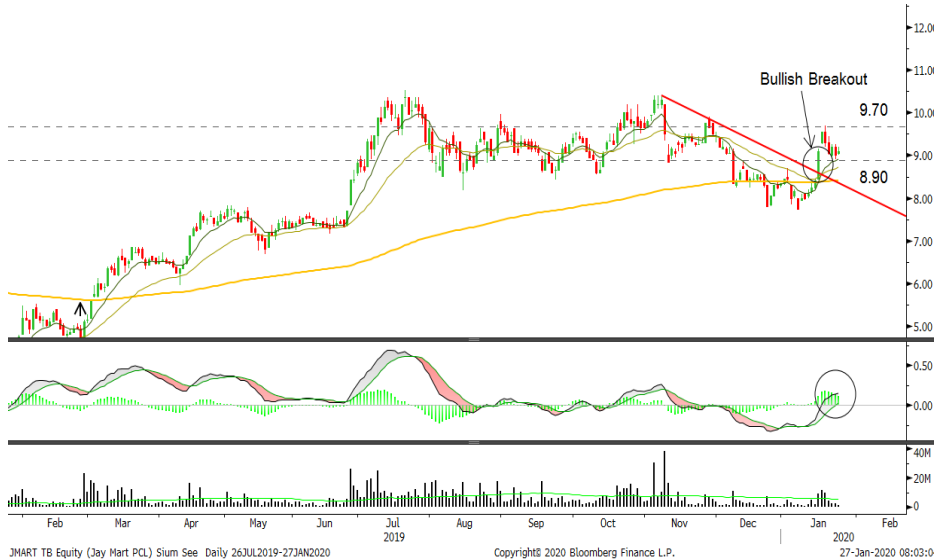 12.00
11.00
Bullish Breakout
9.70
10.00
9.00
8.90
8.00
7.00
6.00
5.00
0.50
0.00
40M
20M
0
Feb Mar Apr May Jun Jul Aug Sep Oct Nov Dec Jan Feb
2019 2020
JMART TB Equity (Jay Mart PCL) Sium See Daily 26JUL2019-27JAN2020 Copyright© 2020 Bloomberg Finance L.P. 27-Jan-2020 08:03:0